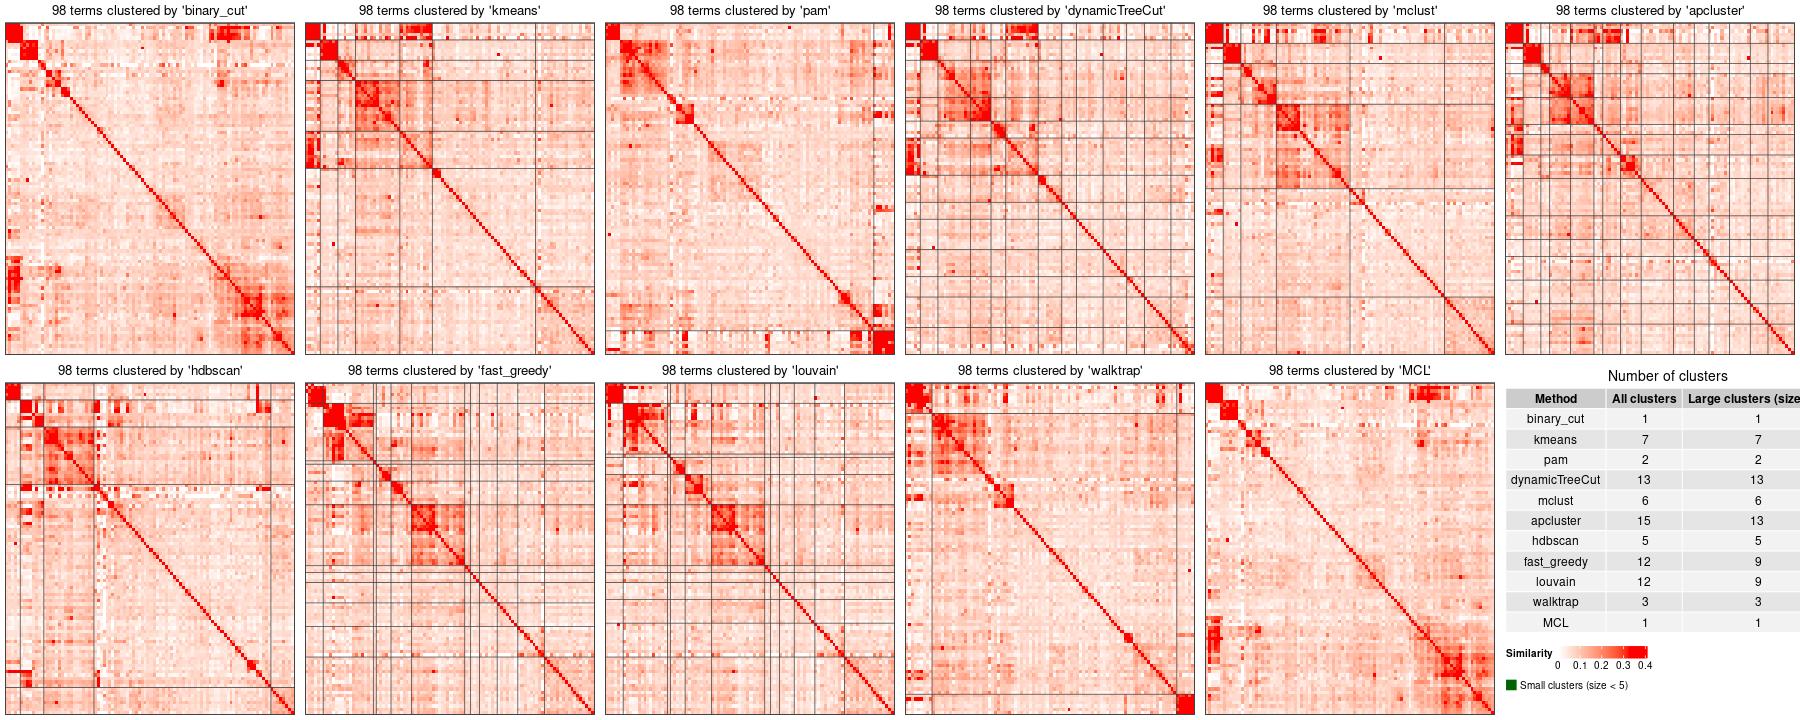 98 terms clustered by 'binary_cut'
98 terms clustered by 'kmeans'
98 terms clustered by 'pam'
98 terms clustered by 'dynamicTreeCut'
98 terms clustered by 'mclust'
98 terms clustered by 'apcluster'
98 terms clustered by 'hdbscan'
98 terms clustered by 'fast_greedy'
98 terms clustered by 'louvain'
98 terms clustered by 'walktrap'
98 terms clustered by 'MCL'
Number of clusters
Method All clusters Large clusters (size
binary_cut 1 1
kmeans 7 7
pam 2 2
dynamicTreeCut 13 13
mclust 6 6
apcluster 15 13
hdbscan 5 5
fast_greedy 12 9
louvain 12 9
walktrap 3 3
MCL 1 1
Similarity
0 0.1 0.2 0.3 0.4
Small clusters (size < 5)